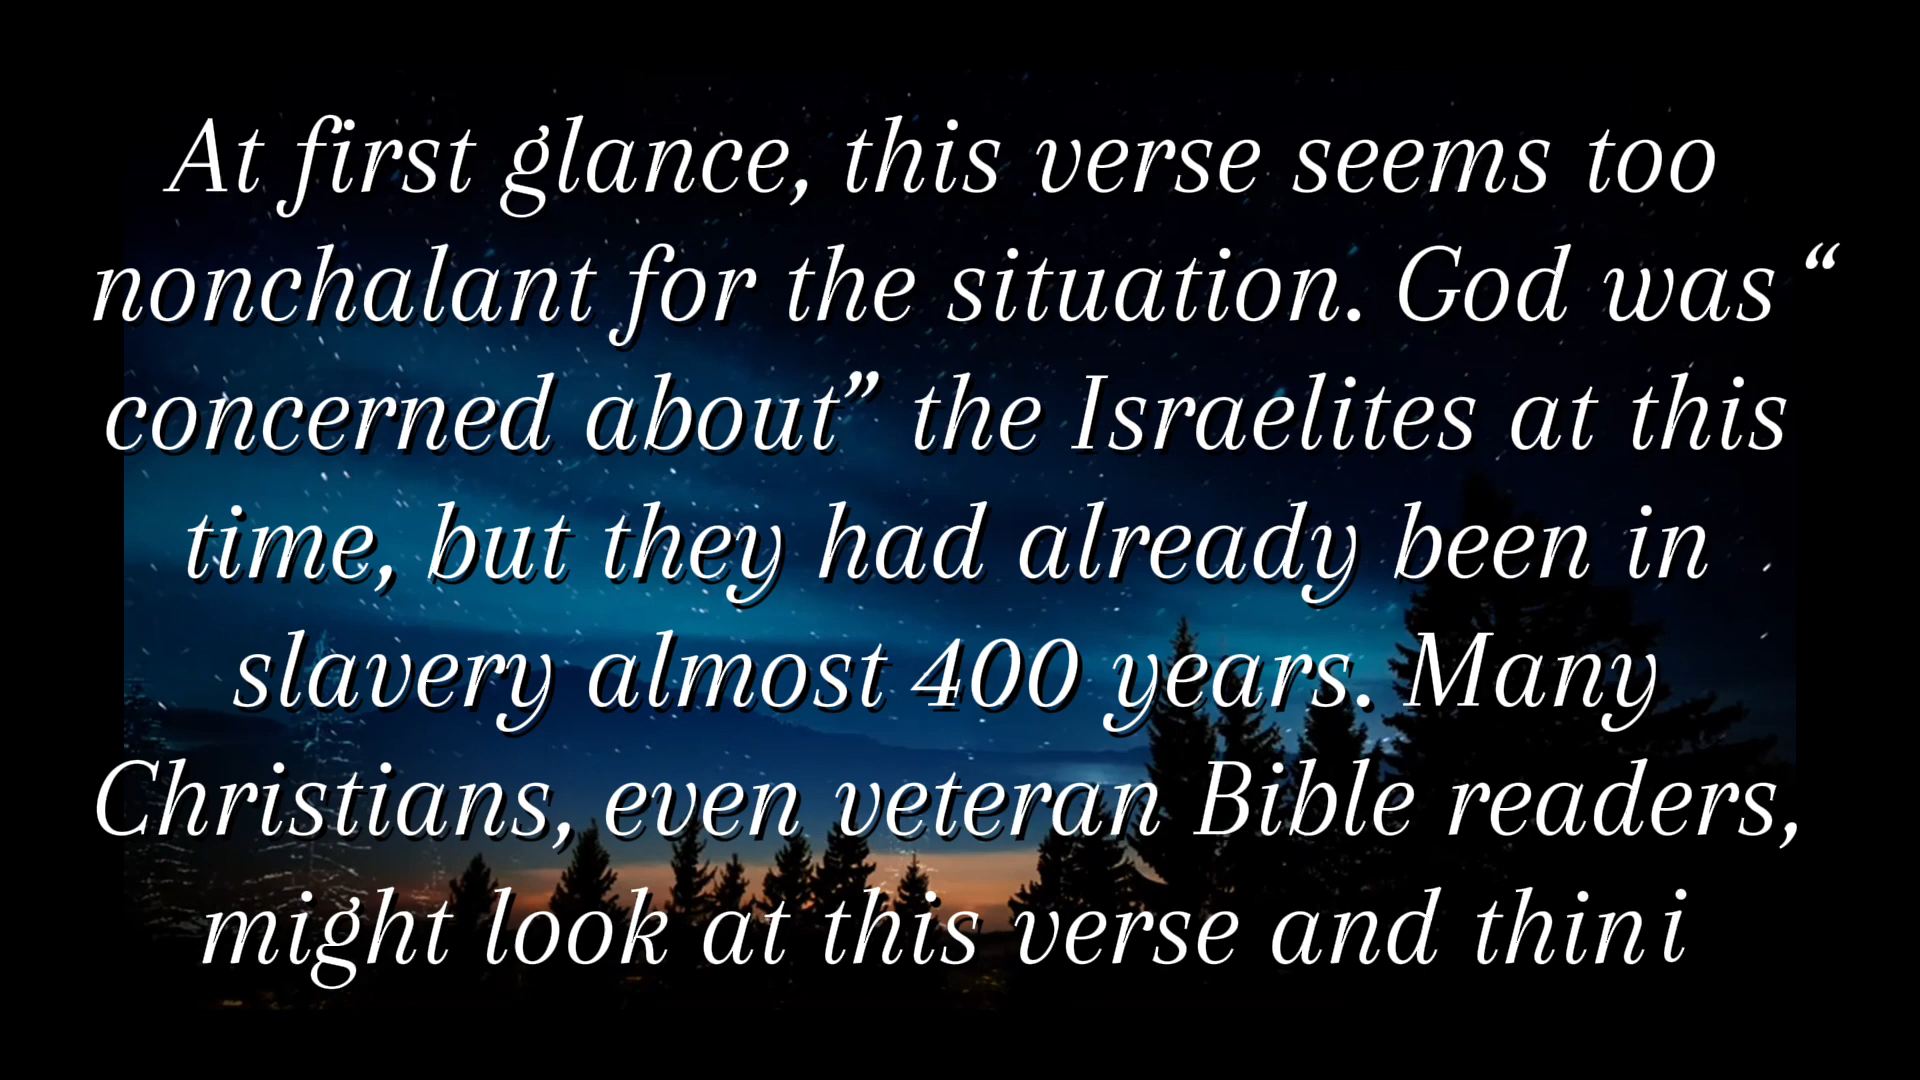 At first glance, this verse seems too
nonchalant for the situation. God was “
concerned about” the Israelites at this
time, but they had already been in
slavery almost 400 years. Many
Christians, even veteran Bible readers,
might look at this verse and thin i